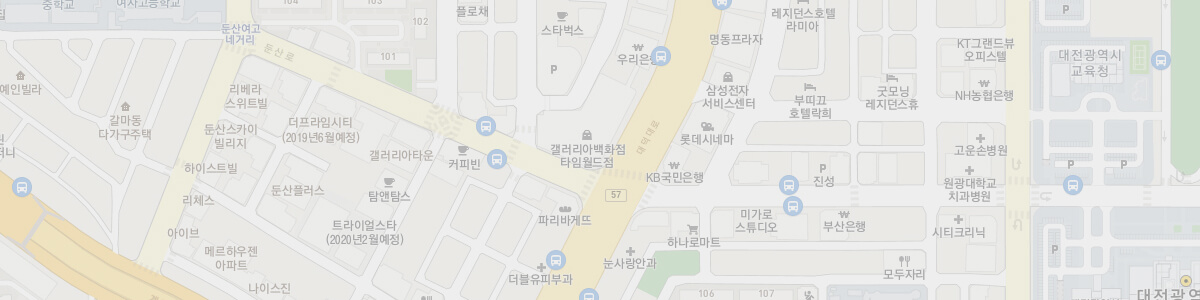 중학교
여자고등학교
104
103
102
101
플로채
스타벅스
P
우리은행
명동프라자
레지던스호텔
라미아
KT그랜드뷰
오피스텔
대전광역시
교육청
둔산여고
네거리
둔산로
예인빌라
리베라
스위트빌
갈마동
다가구주택
둔산스카이
빌리지
더프라임시티
(2019년6월예정)
갤러리아타운
커피빈
갤러리아백화점
타임월드점
대덕대로
삼성전자
서비스센터
롯데시네마
KB국민은행
부띠끄
호텔락희
굿모닝
레지던스휴
NH농협은행
고운손병원
원광대학교
치과병원
P
진성
P
P
하이스트빌
둔산플러스
탐앤탐스
리체스
아이브
메르하우젠
아파트
나이스진
트라이얼스타
(2020년2월예정)
파리바게뜨
57
더블유피부과
눈사랑안과
하나로마트
미가로
스튜디오
부산은행
시티크리닉
모두자리
106
107
P
대전광역시